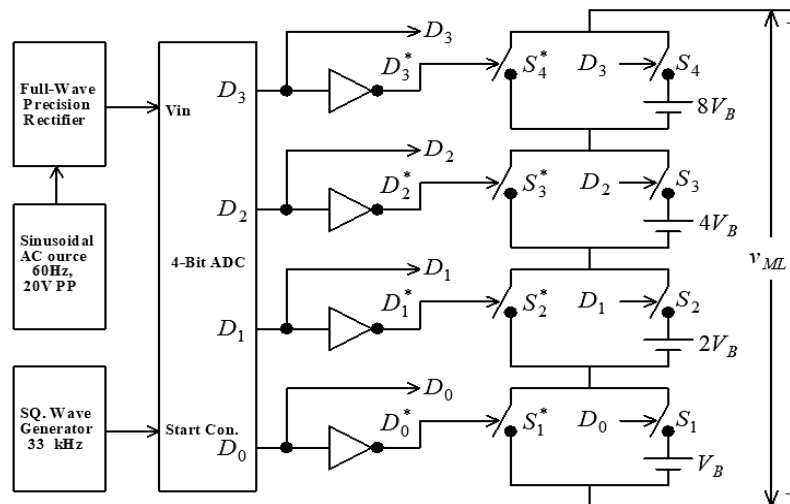 Full-Wave
Precision
Rectifier
Sinusoidal
AC ource
60Hz,
20V PP
SQ. Wave
Generator
33 kHz
Vin
4-Bit ADC
Start Con.
D3
D2
D1
D0
D3
D3*
S4*
D3
S4
8VB
D2
D2*
S3*
D2
S3
4VB
D1
D1*
S2*
D1
S2
2VB
D0
D0*
S1*
D0
S1
VB
+
vML